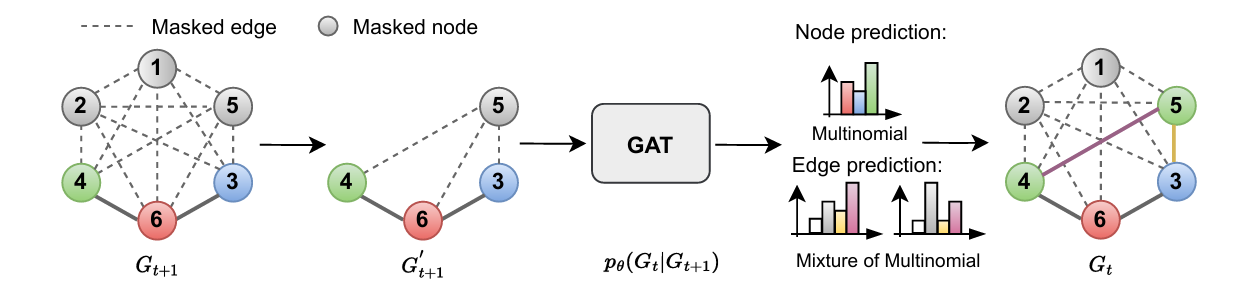 Masked edge
Masked node
1
2
5
4
3
6
G_{t+1}
5
4
3
6
G'_{t+1}
GAT
p_θ(G_t|G_{t+1})
Node prediction:
Multinomial
Edge prediction:
Mixture of Multinomial
1
2
5
4
3
6
G_t